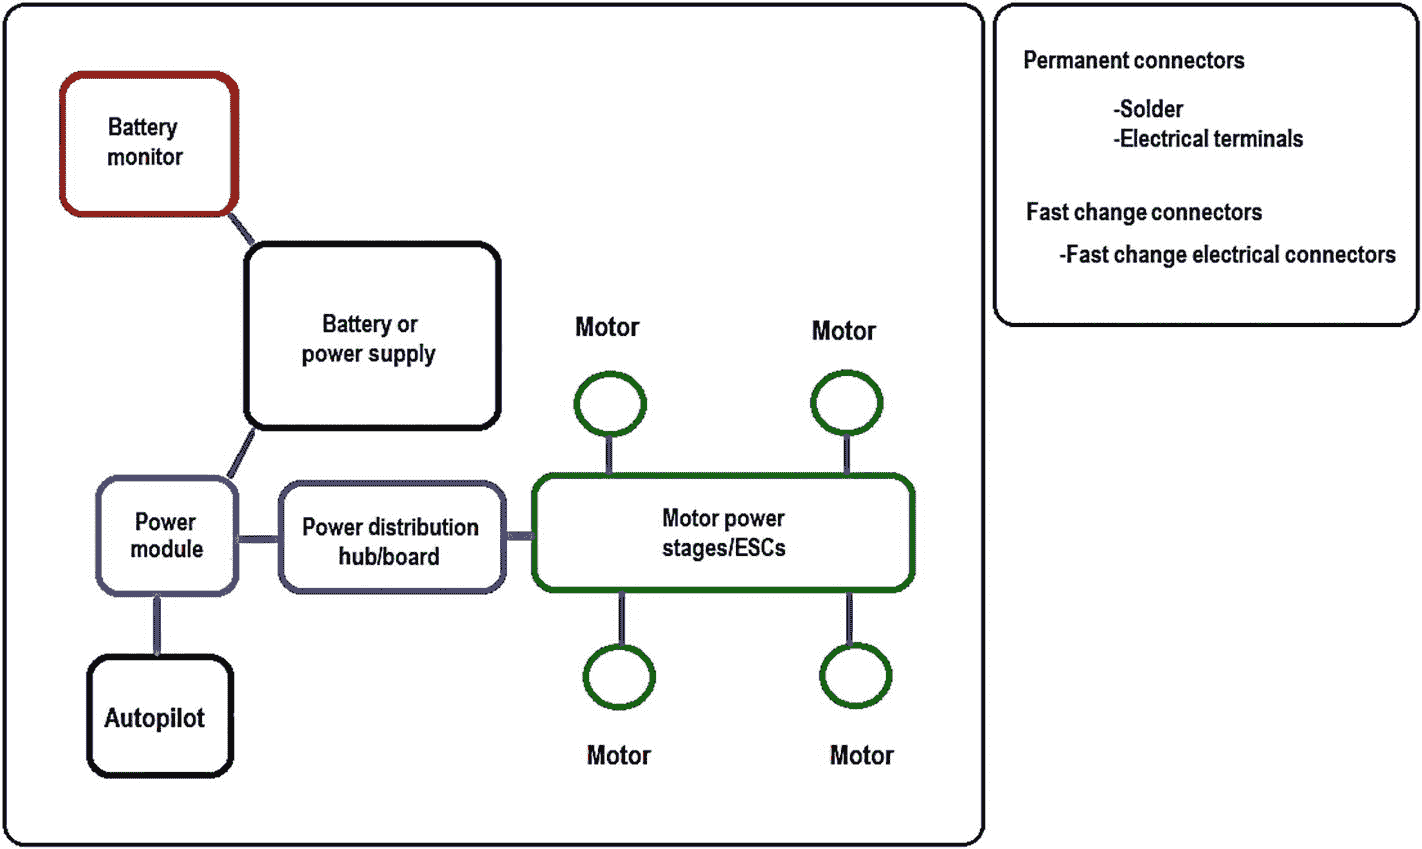 Battery
monitor
Battery or
power supply
Motor
Motor
Power
module
Power distribution
hub/board
Motor power
stages/ESCs
Autopilot
Motor
Motor
Permanent connectors
-Solder
-Electrical terminals
Fast change connectors
-Fast change electrical connectors